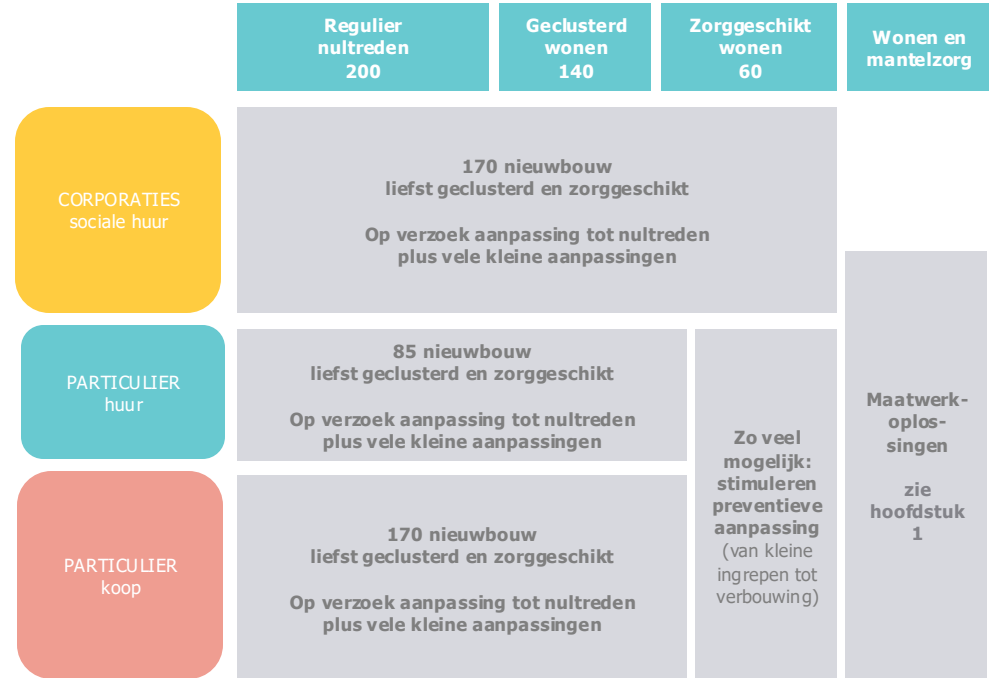 Regulier
nultreden
200
Geclusterd
wonen
140
Zorggeschikt
wonen
60
Wonen en
mantelzorg
CORPORATIES
sociale huur
170 nieuwbouw
liefst geclusterd en zorggeschikt
Op verzoek aanpassing tot nultreden
plus vele kleine aanpassingen
PARTICULIER
huur
85 nieuwbouw
liefst geclusterd en zorggeschikt
Op verzoek aanpassing tot nultreden
plus vele kleine aanpassingen
PARTICULIER
koop
170 nieuwbouw
liefst geclusterd en zorggeschikt
Op verzoek aanpassing tot nultreden
plus vele kleine aanpassingen
Zo veel
mogelijk:
stimuleren
preventieve
aanpassing
(van kleine
ingrepen tot
verbouwing)
Maatwerk-
oplos-
singen
zie
hoofdstuk
1